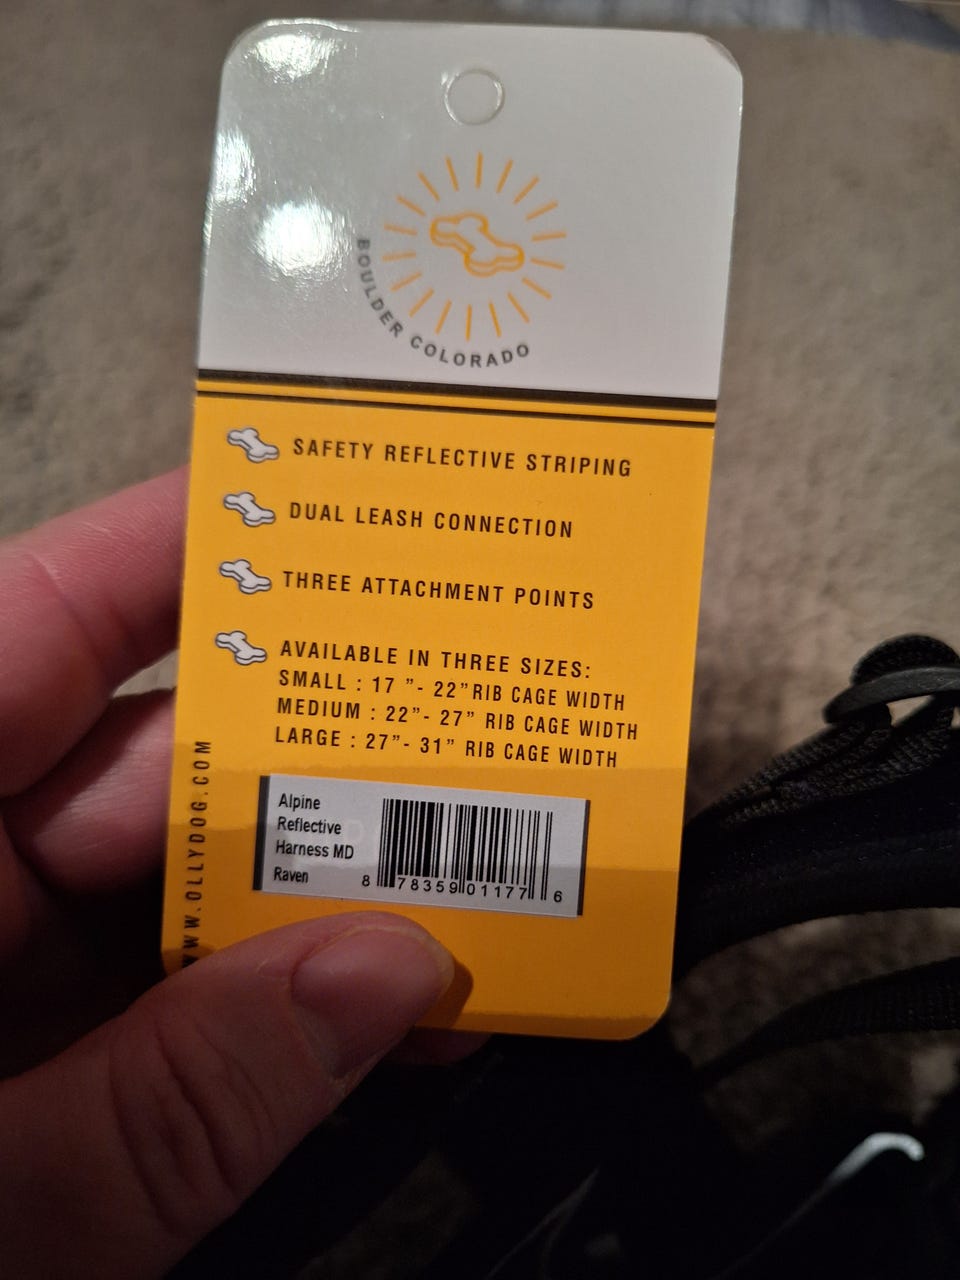 BOULDER COLORADO
SAFETY REFLECTIVE STRIPING
DUAL LEASH CONNECTION
THREE ATTACHMENT POINTS
AVAILABLE IN THREE SIZES:
SMALL : 17 "- 22" RIB CAGE WIDTH
MEDIUM : 22"- 27" RIB CAGE WIDTH
LARGE : 27"- 31" RIB CAGE WIDTH
Alpine
Reflective
Harness MD
Raven
8 78359 01177 6
WWW.OLLYDOG.COM